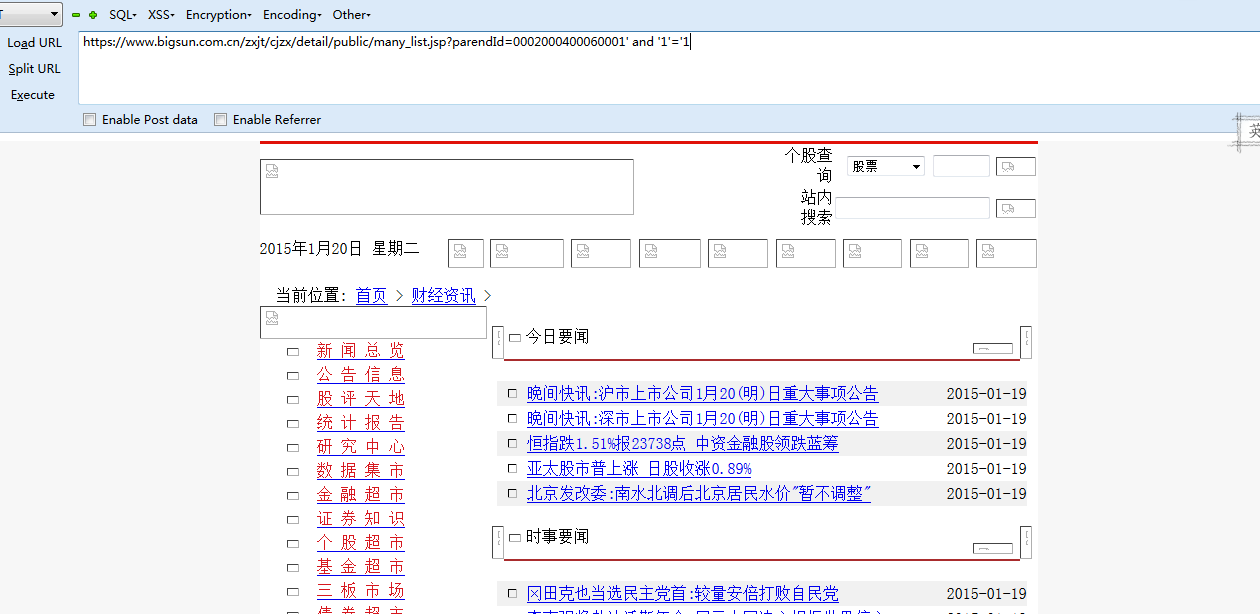 SQL- XSS- Encryption- Encoding- Other-
Load URL
https://www.bigsun.com.cn/zxjt/cjzx/detail/public/many_list.jsp?parendId=0002000400060001' and '1'='1
Split URL
Execute
Enable Post data Enable Referrer
英
个股查
询
股票
站内
搜索
2015年1月20日 星期二
当前位置: 首页 > 财经资讯 >
新 闻 总 览
公 告 信 息
股 评 天 地
统 计 报 告
研 究 中 心
数 据 集 市
金 融 超 市
证 券 知 识
个 股 超 市
基 金 超 市
三 板 市 场
债 券 超 市
今日要闻
晚间快讯:沪市上市公司1月20(明)日重大事项公告 2015-01-19
晚间快讯:深市上市公司1月20(明)日重大事项公告 2015-01-19
恒指跌1.51%报23738点 中资金融股领跌蓝筹 2015-01-19
亚太股市普上涨 日股收涨0.89% 2015-01-19
北京发改委:南水北调后北京居民水价"暂不调整" 2015-01-19
时事要闻
冈田克也当选民主党首:较量安倍打败自民党 2015-01-19